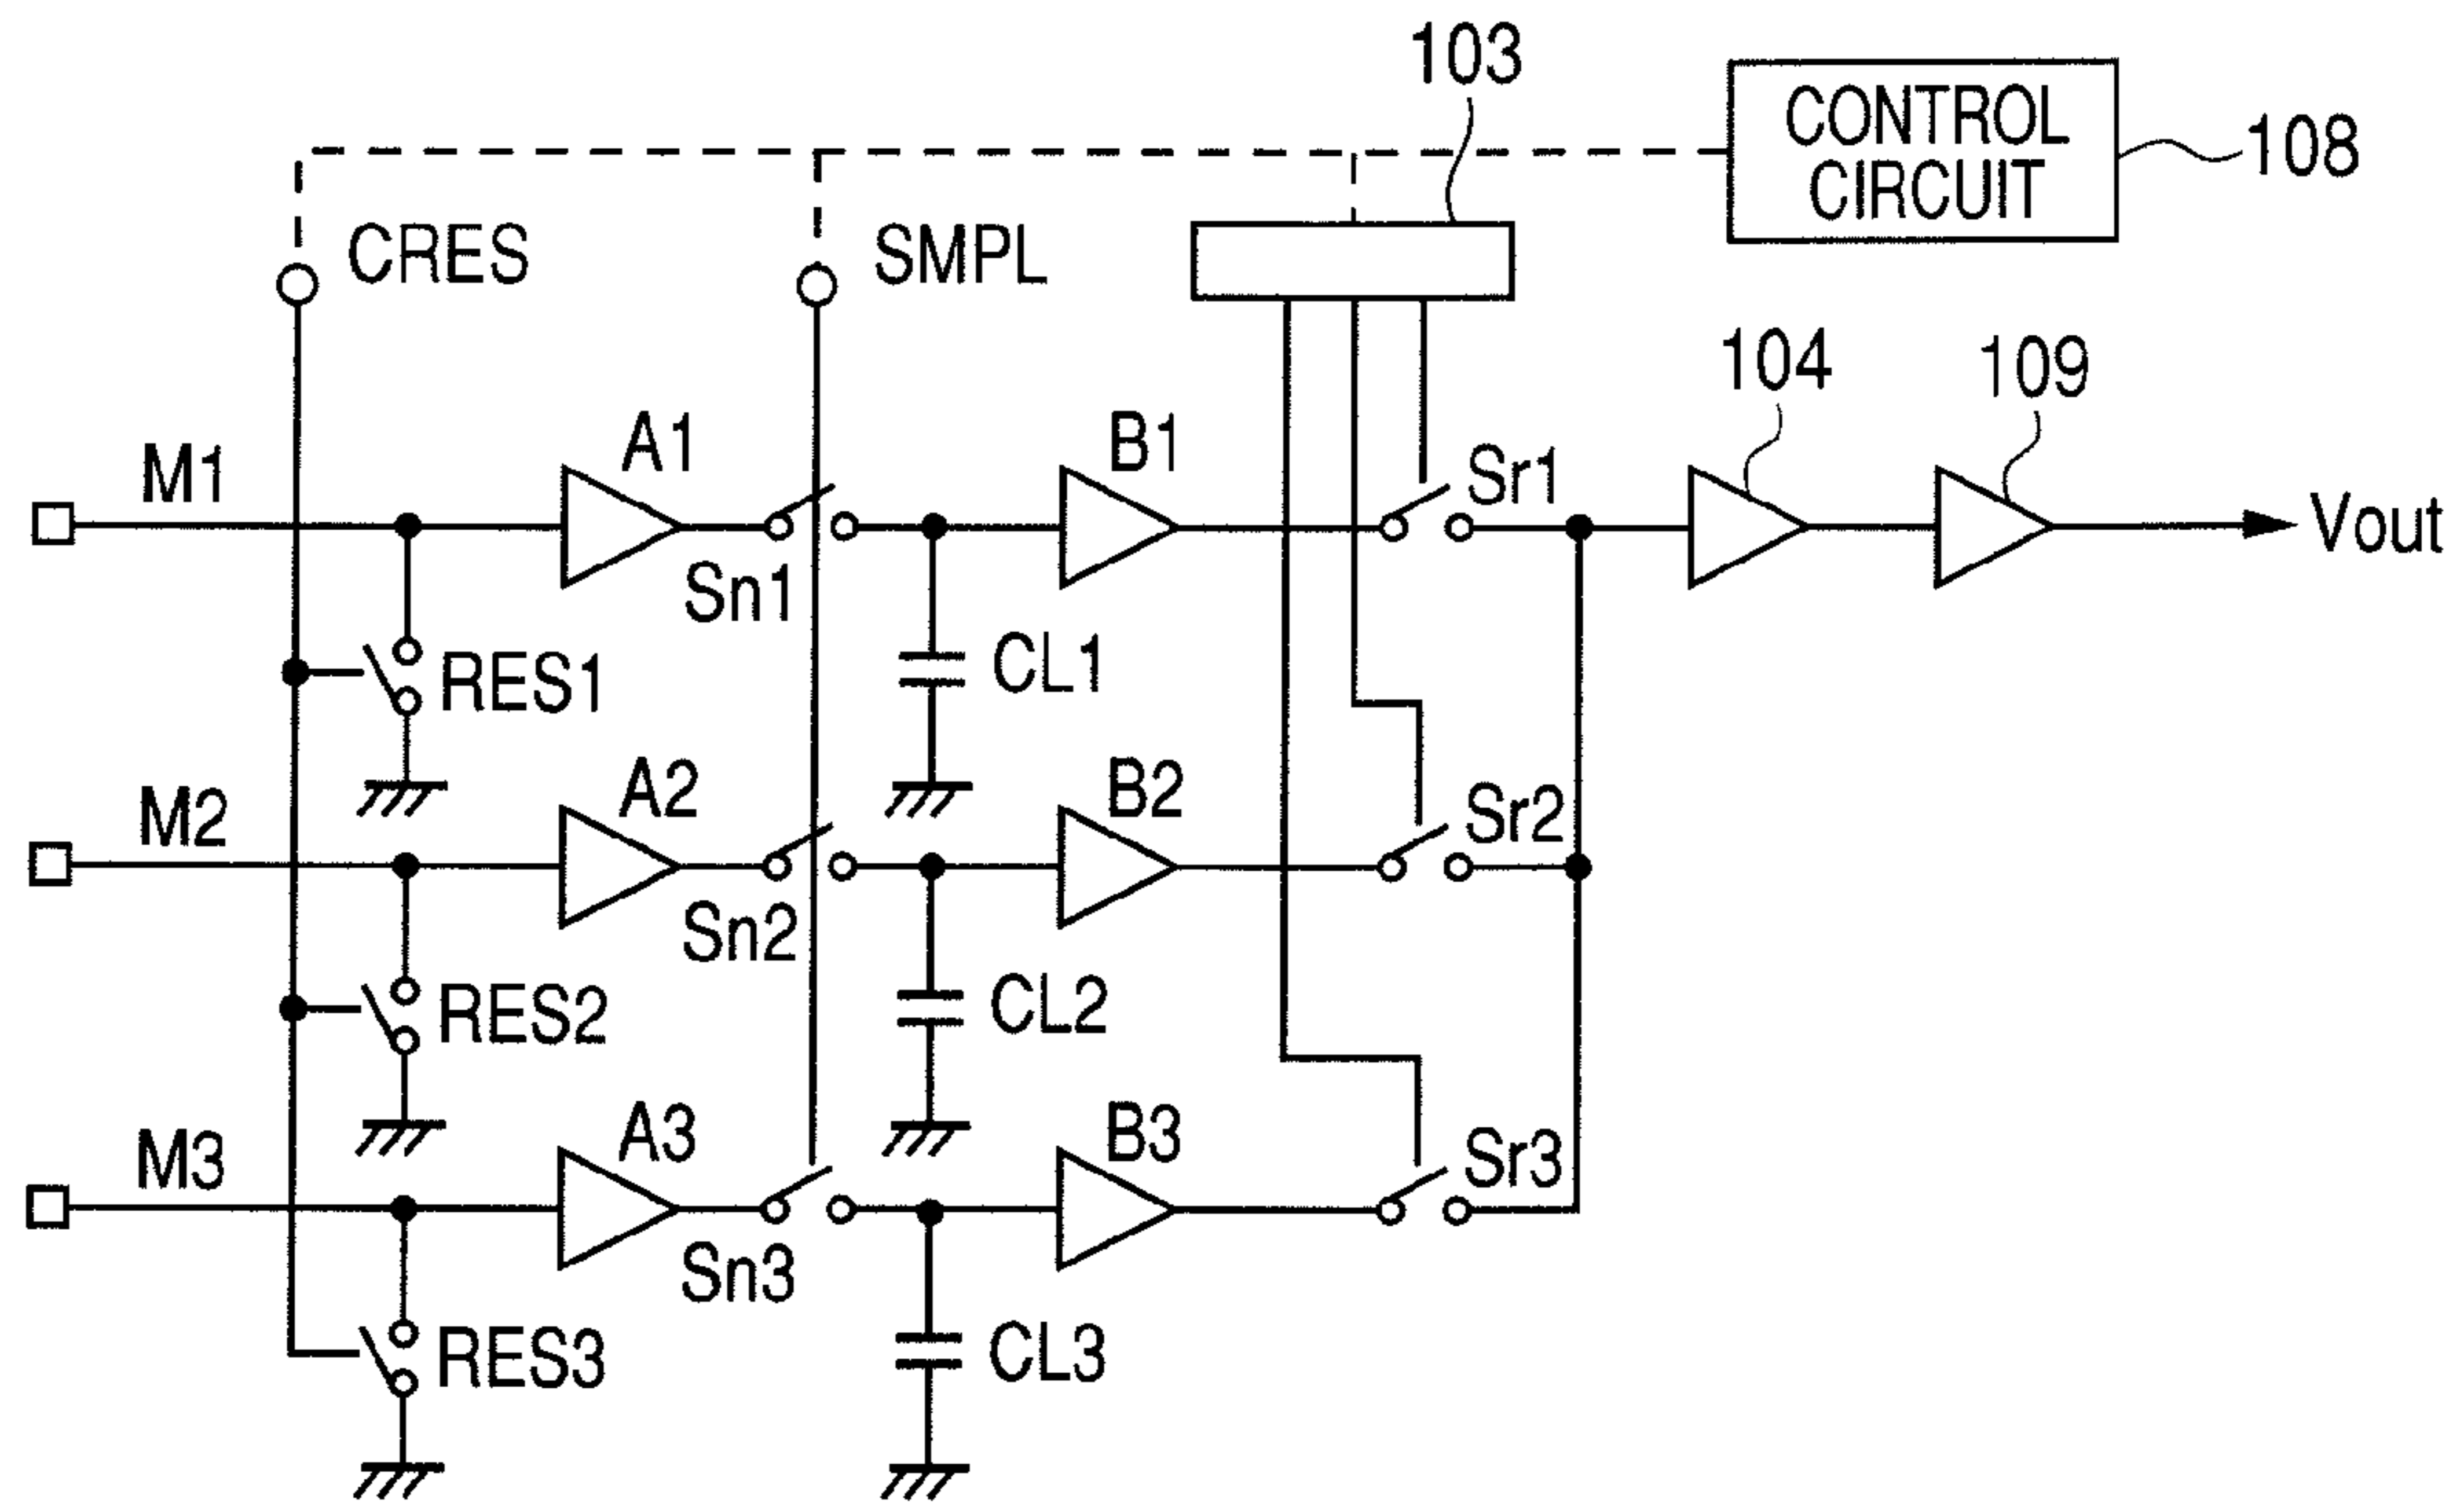 103
CONTROL
CIRCUIT
108
CRES
SMPL
104
109
M1
A1
B1
Sr1
Vout
Sn1
RES1
CL1
M2
A2
B2
Sr2
Sn2
RES2
CL2
M3
A3
B3
Sr3
Sn3
RES3
CL3